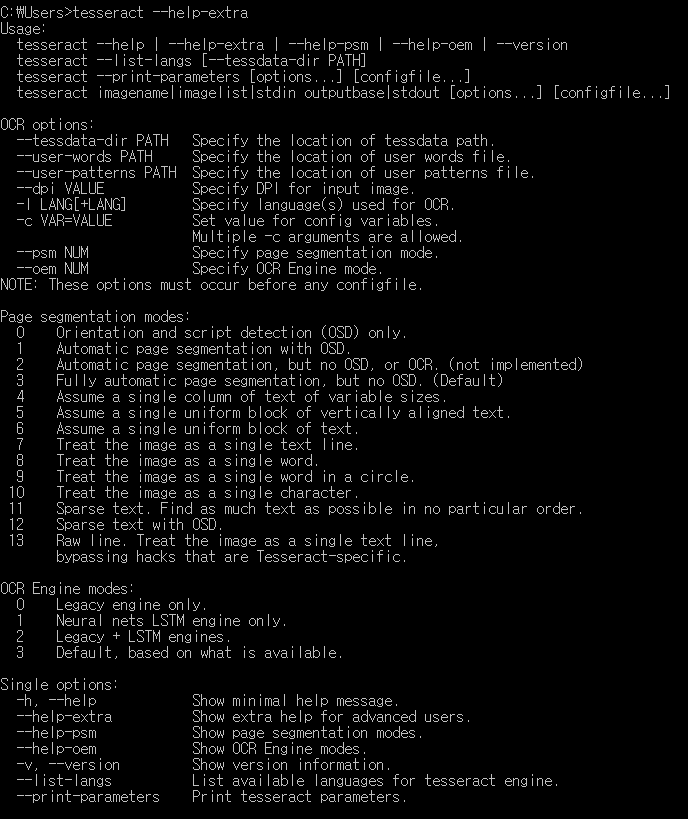 C:₩Users>tesseract --help-extra
Usage:
  tesseract --help | --help-extra | --help-psm | --help-oem | --version
  tesseract --list-langs [--tessdata-dir PATH]
  tesseract --print-parameters [options...] [configfile...]
  tesseract imagename|imagelist|stdin outputbase|stdout [options...] [configfile...]

OCR options:
  --tessdata-dir PATH   Specify the location of tessdata path.
  --user-words PATH     Specify the location of user words file.
  --user-patterns PATH  Specify the location of user patterns file.
  --dpi VALUE           Specify DPI for input image.
  -l LANG[+LANG]        Specify language(s) used for OCR.
  -c VAR=VALUE          Set value for config variables.
                        Multiple -c arguments are allowed.
  --psm NUM             Specify page segmentation mode.
  --oem NUM             Specify OCR Engine mode.
NOTE: These options must occur before any configfile.

Page segmentation modes:
  0    Orientation and script detection (OSD) only.
  1    Automatic page segmentation with OSD.
  2    Automatic page segmentation, but no OSD, or OCR. (not implemented)
  3    Fully automatic page segmentation, but no OSD. (Default)
  4    Assume a single column of text of variable sizes.
  5    Assume a single uniform block of vertically aligned text.
  6    Assume a single uniform block of text.
  7    Treat the image as a single text line.
  8    Treat the image as a single word.
  9    Treat the image as a single word in a circle.
 10    Treat the image as a single character.
 11    Sparse text. Find as much text as possible in no particular order.
 12    Sparse text with OSD.
 13    Raw line. Treat the image as a single text line,
       bypassing hacks that are Tesseract-specific.

OCR Engine modes:
  0    Legacy engine only.
  1    Neural nets LSTM engine only.
  2    Legacy + LSTM engines.
  3    Default, based on what is available.

Single options:
  -h, --help            Show minimal help message.
  --help-extra          Show extra help for advanced users.
  --help-psm            Show page segmentation modes.
  --help-oem            Show OCR Engine modes.
  -v, --version         Show version information.
  --list-langs          List available languages for tesseract engine.
  --print-parameters    Print tesseract parameters.